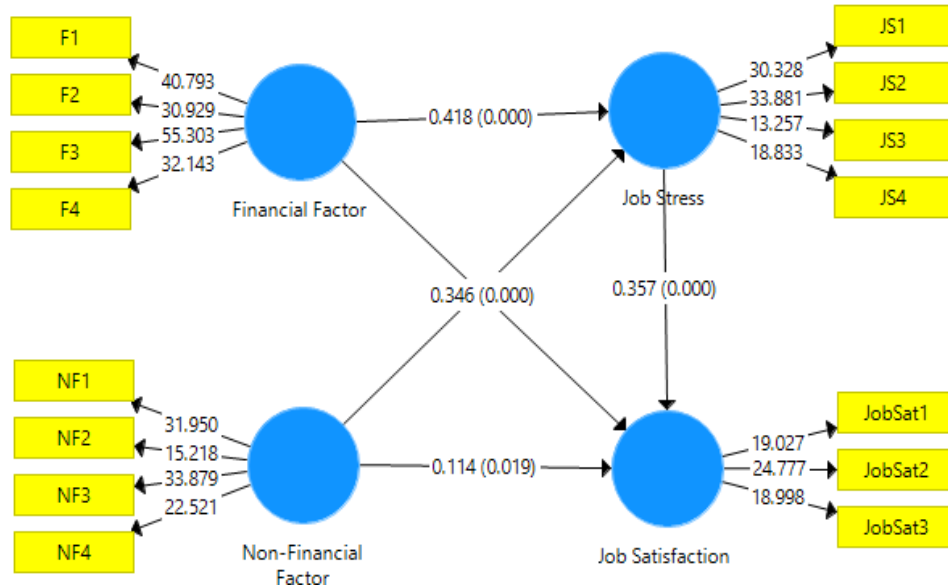 F1
F2
F3
F4
40.793
30.929
55.303
32.143
Financial Factor
0.418 (0.000)
Job Stress
30.328
33.881
13.257
18.833
JS1
JS2
JS3
JS4
0.346 (0.000)
0.357 (0.000)
NF1
NF2
NF3
NF4
31.950
15.218
33.879
22.521
Non-Financial
Factor
0.114 (0.019)
Job Satisfaction
19.027
24.777
18.998
JobSat1
JobSat2
JobSat3